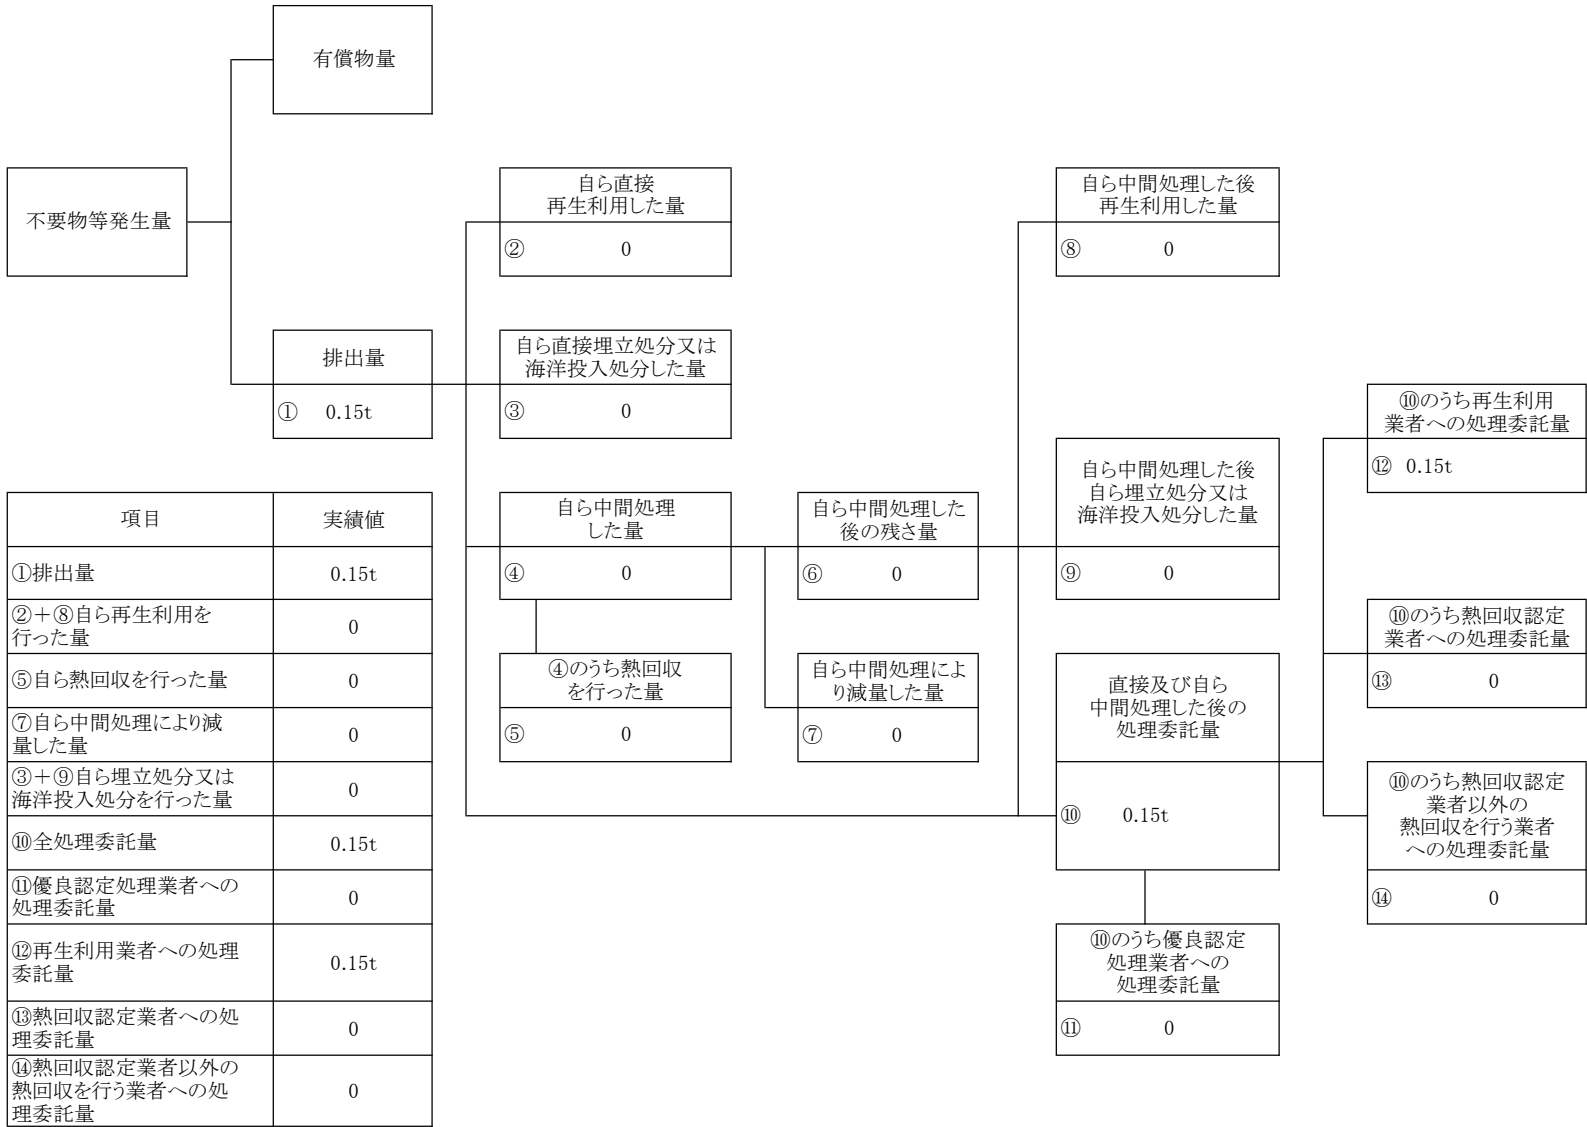 有償物量
不要物等発生量
自ら直接
再生利用した量
②　0
自ら中間処理した後
再生利用した量
⑧　0
排出量
①　0.15t
自ら直接埋立処分又は
海洋投入処分した量
③　0
⑩のうち再生利用
業者への処理委託量
⑫　0.15t
自ら中間処理した後
自ら埋立処分又は
海洋投入処分した量
⑨　0
自ら中間処理
した量
④　0
自ら中間処理した
後の残さ量
⑥　0
④のうち熱回収
を行った量
⑤　0
自ら中間処理によ
り減量した量
⑦　0
直接及び自ら
中間処理した後の
処理委託量
⑩　0.15t
⑩のうち熱回収認定
業者への処理委託量
⑬　0
⑩のうち熱回収認定
業者以外の
熱回収を行う業者
への処理委託量
⑭　0
⑩のうち優良認定
処理業者への
処理委託量
⑪　0
項目　実績値
①排出量　0.15t
②＋⑧自ら再生利用を
行った量　0
⑤自ら熱回収を行った量　0
⑦自ら中間処理により減
量した量　0
③＋⑨自ら埋立処分又は
海洋投入処分を行った量　0
⑩全処理委託量　0.15t
⑪優良認定処理業者への
処理委託量　0
⑫再生利用業者への処理
委託量　0.15t
⑬熱回収認定業者への処
理委託量　0
⑭熱回収認定業者以外の
熱回収を行う業者への処
理委託量　0